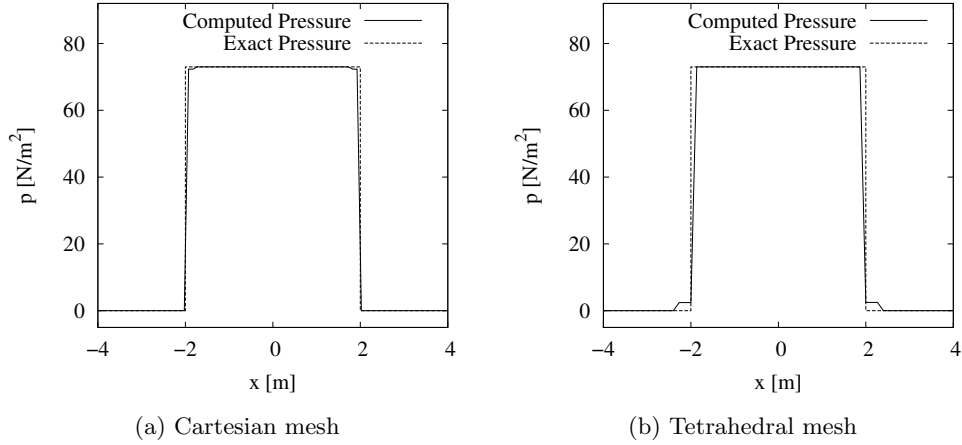 Computed Pressure
Exact Pressure
80
60
40
20
0
p [N/m²]
−4 −2 0 2 4
x [m]
(a) Cartesian mesh
Computed Pressure
Exact Pressure
80
60
40
20
0
p [N/m²]
−4 −2 0 2 4
x [m]
(b) Tetrahedral mesh